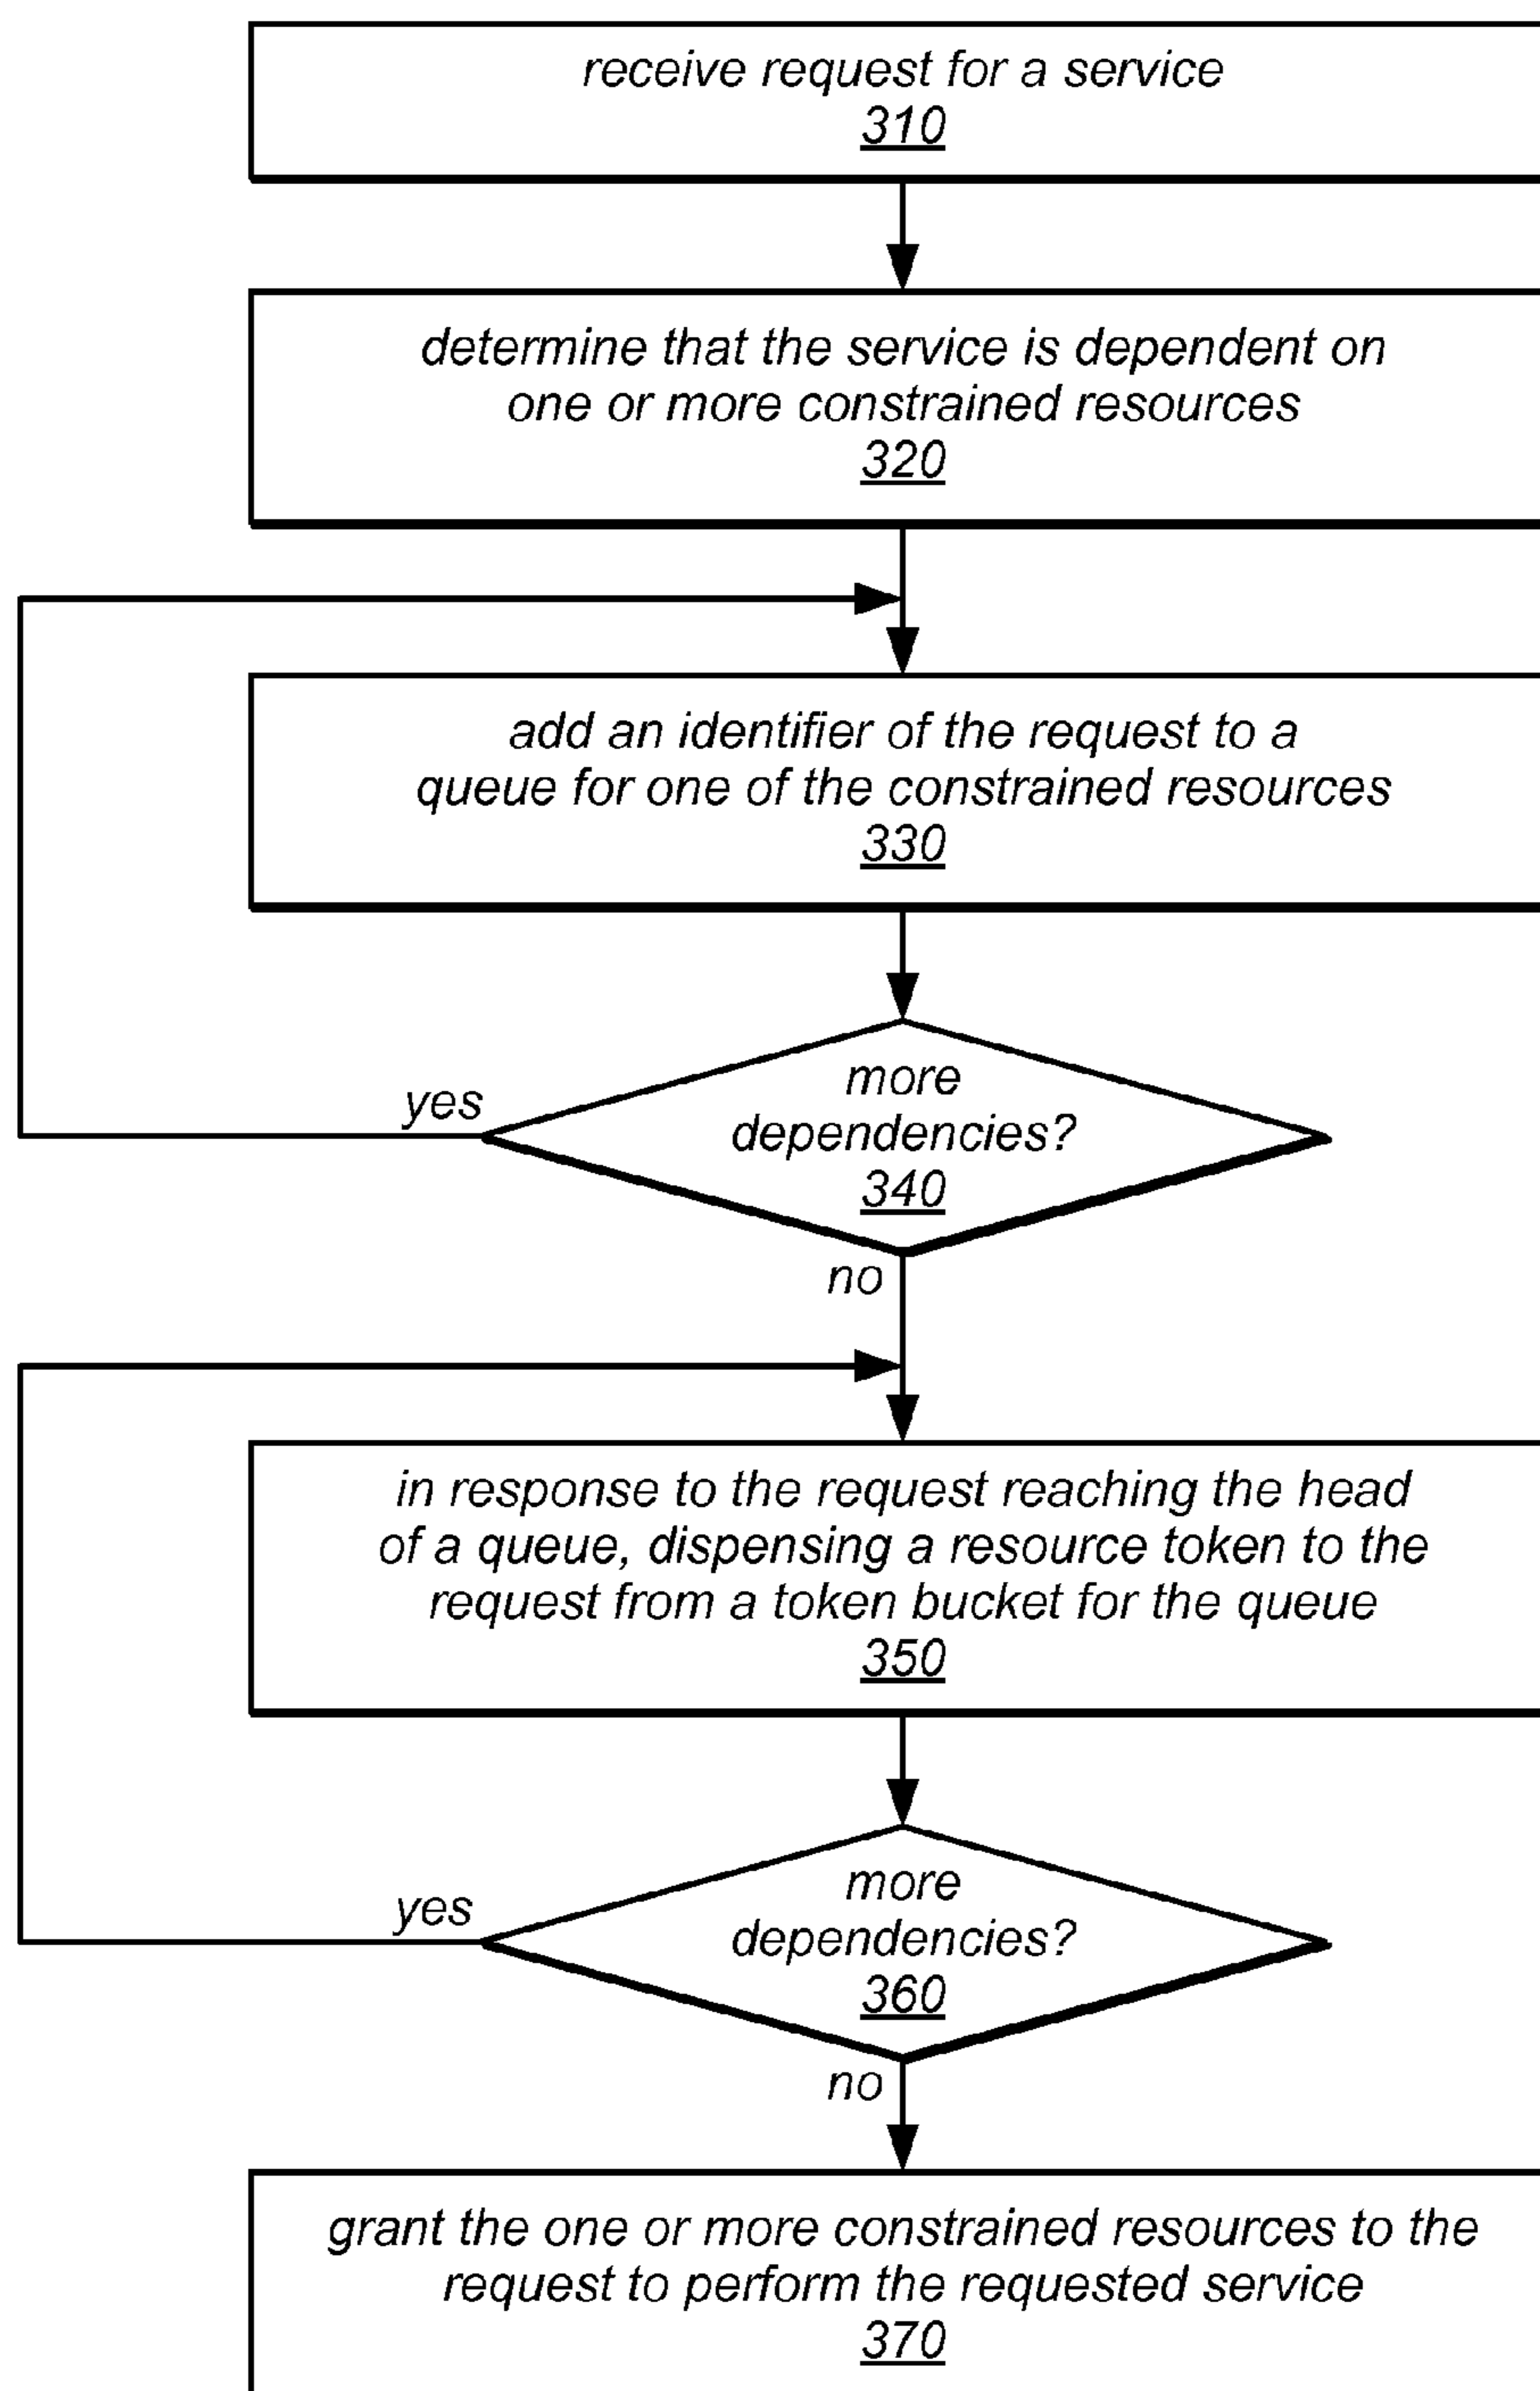 receive request for a service
310
determine that the service is dependent on
one or more constrained resources
320
add an identifier of the request to a
queue for one of the constrained resources
330
more
dependencies?
340
yes
no
in response to the request reaching the head
of a queue, dispensing a resource token to the
request from a token bucket for the queue
350
more
dependencies?
360
yes
no
grant the one or more constrained resources to the
request to perform the requested service
370